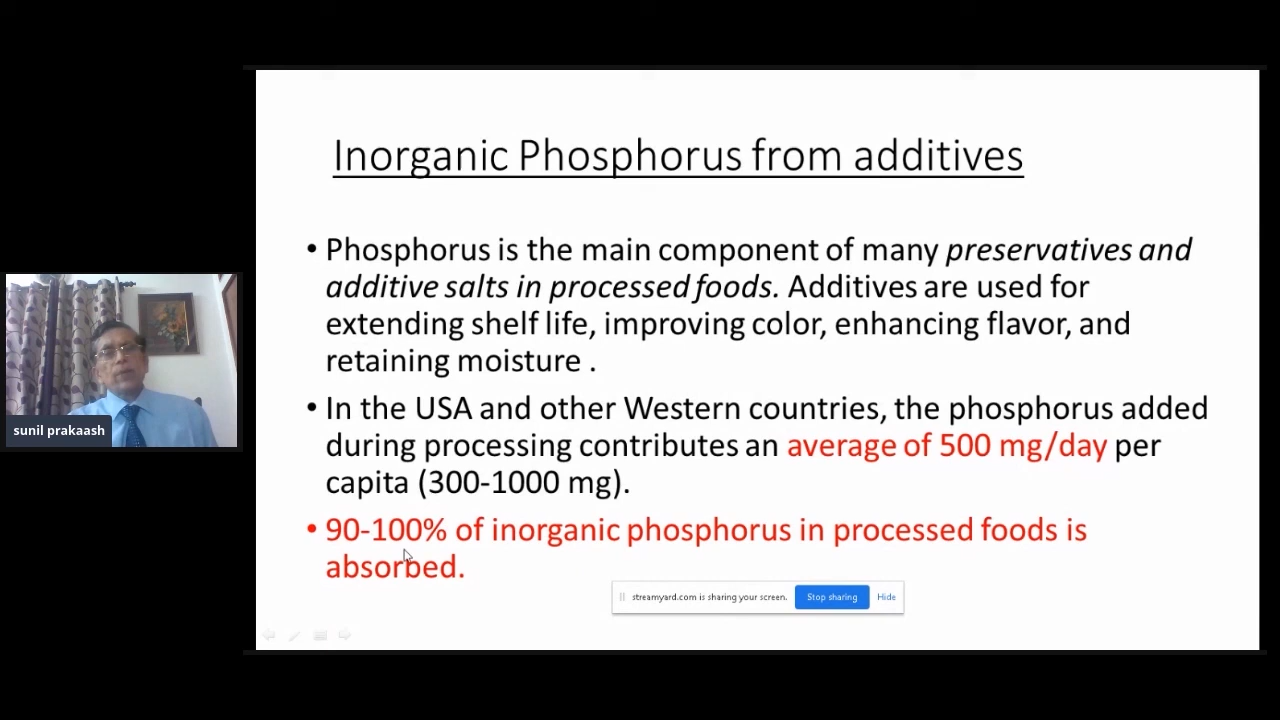 Inorganic Phosphorus from additives
• Phosphorus is the main component of many preservatives and
additive salts in processed foods. Additives are used for
extending shelf life, improving color, enhancing flavor, and
retaining moisture .
• In the USA and other Western countries, the phosphorus added
during processing contributes an average of 500 mg/day per
capita (300-1000 mg).
• 90-100% of inorganic phosphorus in processed foods is
absorbed.
sunil prakaash
streamyard.com is sharing your screen.
Stop sharing
Hide